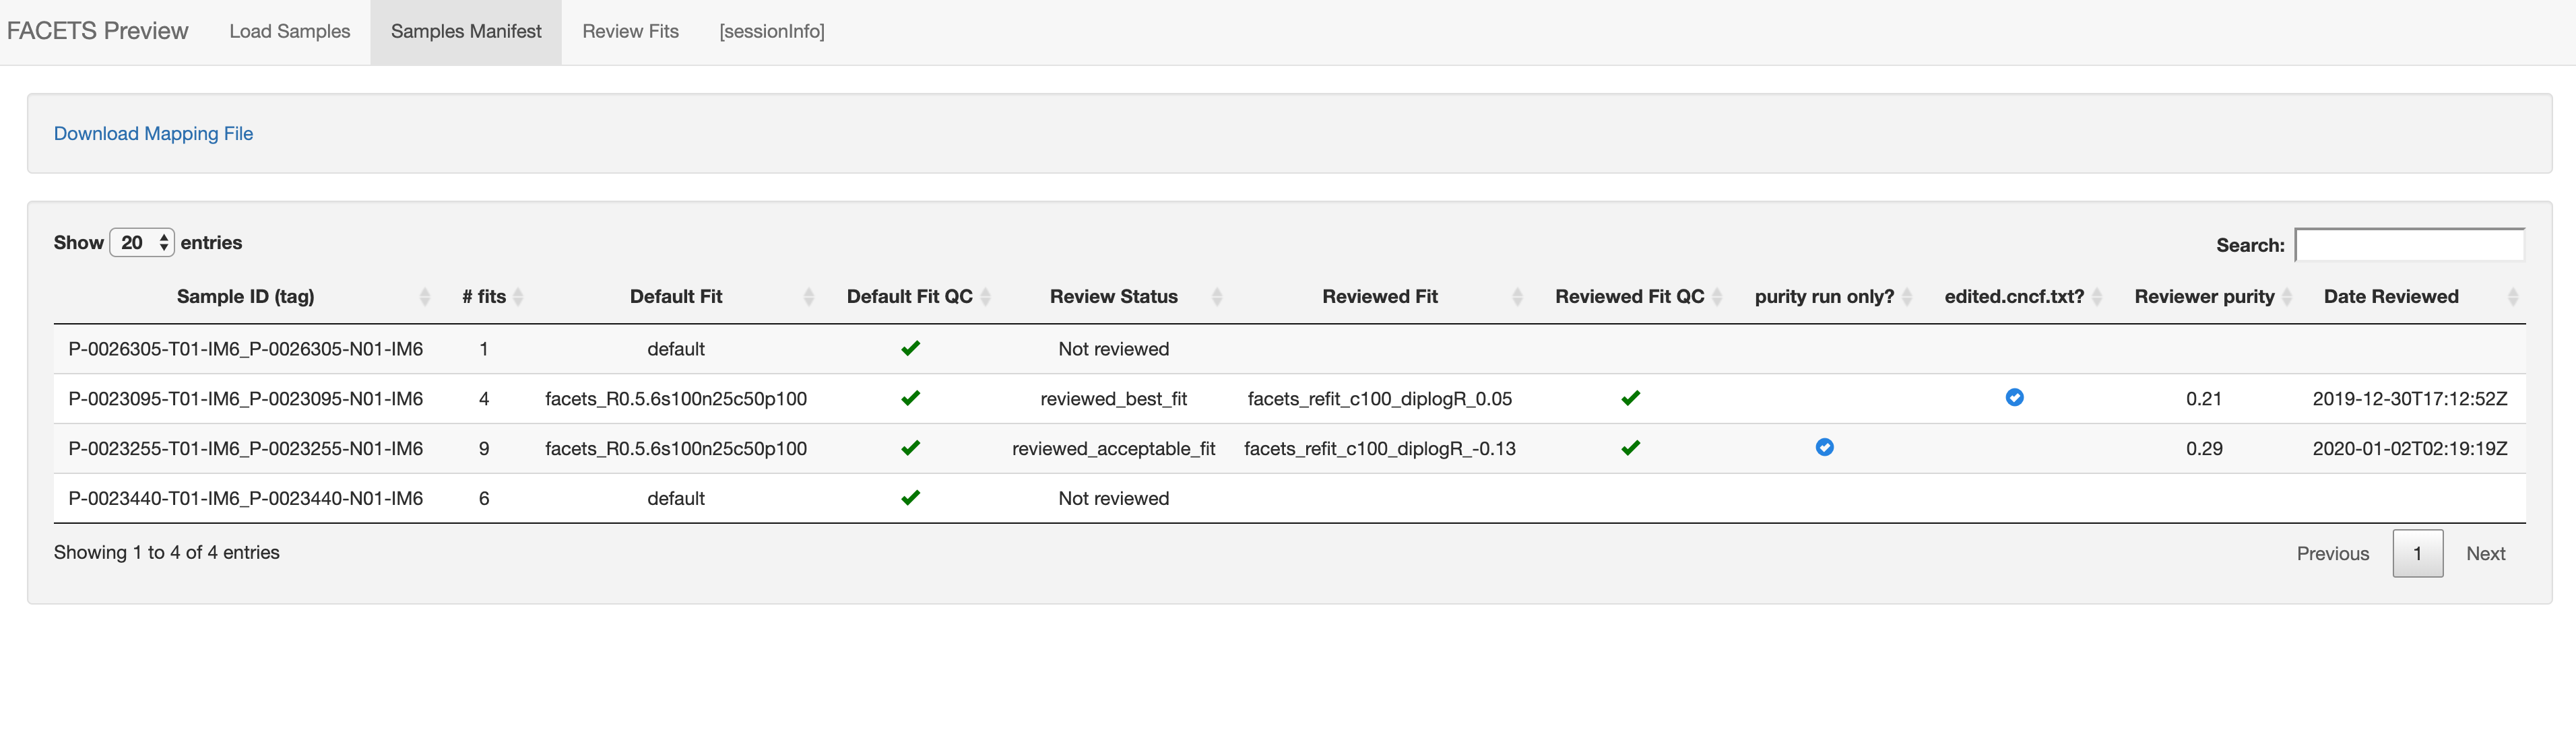 FACETS Preview Load Samples Samples Manifest Review Fits [sessionInfo]
Download Mapping File
Show 20 entries Search:
Sample ID (tag) # fits Default Fit Default Fit QC Review Status Reviewed Fit Reviewed Fit QC purity run only? edited.cncf.txt? Reviewer purity Date Reviewed
P-0026305-T01-IM6_P-0026305-N01-IM6 1 default Not reviewed
P-0023095-T01-IM6_P-0023095-N01-IM6 4 facets_R0.5.6s100n25c50p100 reviewed_best_fit facets_refit_c100_diplogR_0.05 0.21 2019-12-30T17:12:52Z
P-0023255-T01-IM6_P-0023255-N01-IM6 9 facets_R0.5.6s100n25c50p100 reviewed_acceptable_fit facets_refit_c100_diplogR_-0.13 0.29 2020-01-02T02:19:19Z
P-0023440-T01-IM6_P-0023440-N01-IM6 6 default Not reviewed
Showing 1 to 4 of 4 entries Previous 1 Next